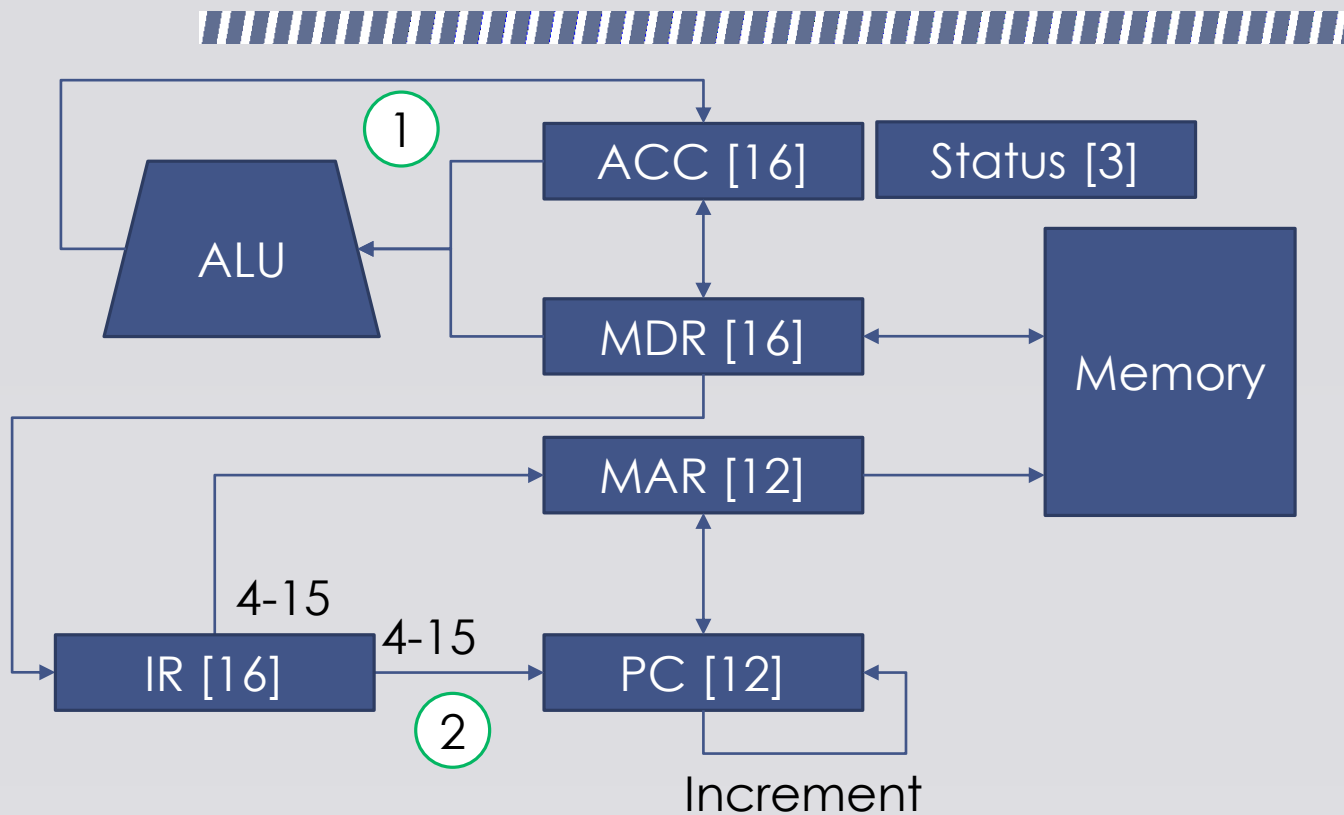 1
ACC [16]
Status [3]
ALU
MDR [16]
Memory
MAR [12]
4-15
4-15
IR [16]
PC [12]
2
Increment